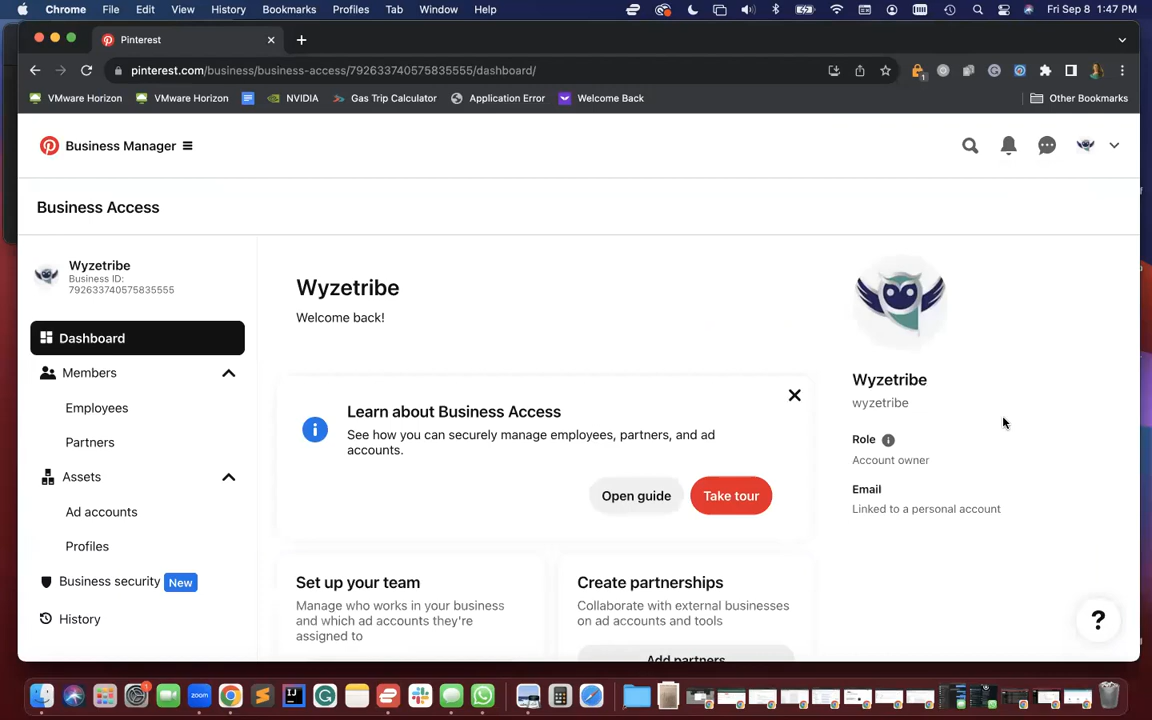 Chrome File Edit View History Bookmarks Profiles Tab Window Help Fri Sep 8 1:47 PM
Pinterest
pinterest.com/business/business-access/792633740575835555/dashboard/
VMware Horizon VMware Horizon NVIDIA Gas Trip Calculator Application Error Welcome Back Other Bookmarks
Business Manager
Business Access
Wyzetribe
Business ID:
792633740575835555
Dashboard
Members
Employees
Partners
Assets
Ad accounts
Profiles
Business security New
History
Wyzetribe
Welcome back!
Learn about Business Access
See how you can securely manage employees, partners, and ad
accounts.
Open guide Take tour
Set up your team
Manage who works in your business
and which ad accounts they're
assigned to
Create partnerships
Collaborate with external businesses
on ad accounts and tools
Add partners
Wyzetribe
wyzetribe
Role
Account owner
Email
Linked to a personal account
?
zoom